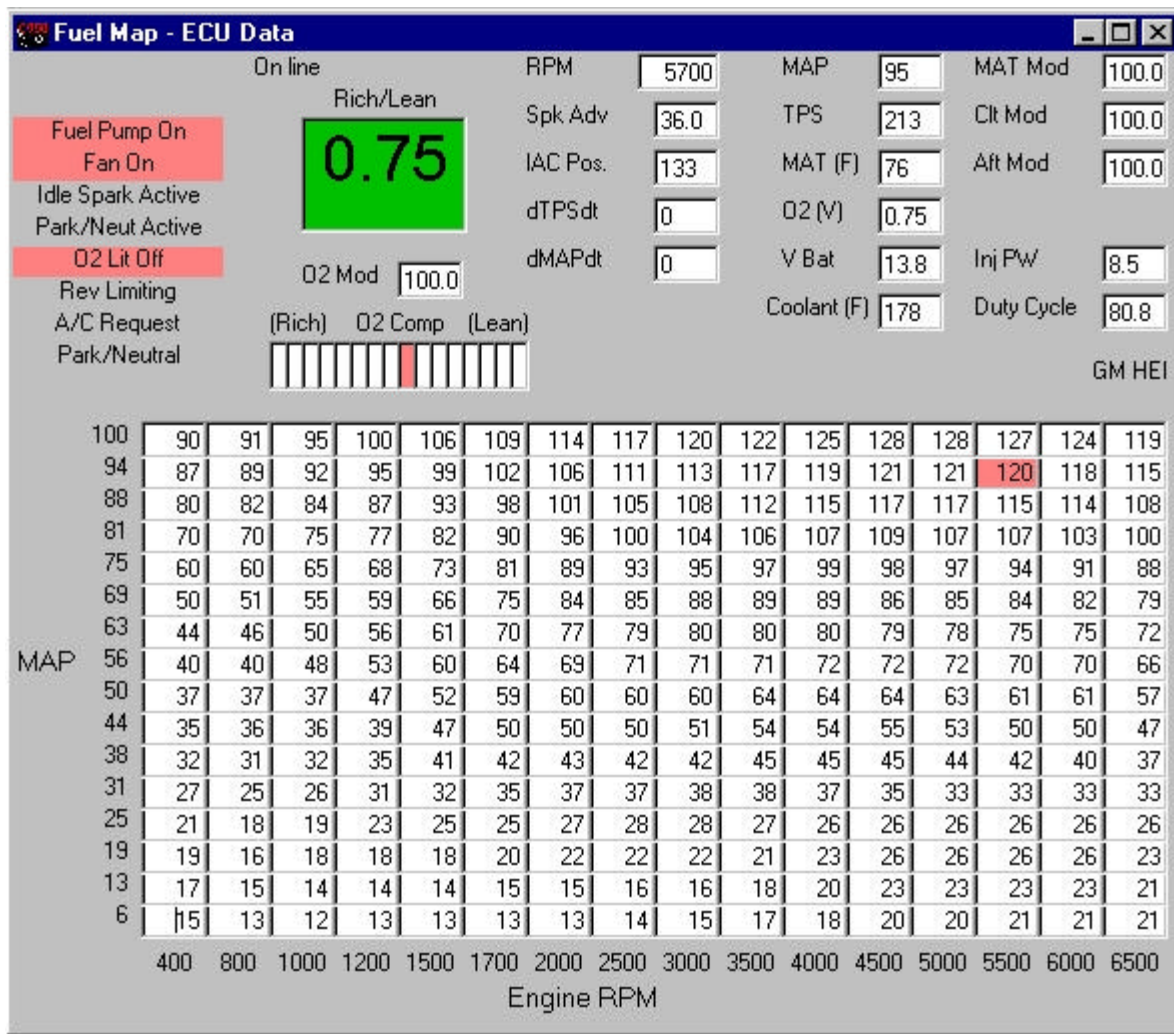 Fuel Map - ECU Data
On line
Rich/Lean
0.75
Fuel Pump On
Fan On
Idle Spark Active
Park/Neut Active
O2 Lit Off
Rev Limiting
A/C Request
Park/Neutral
O2 Mod 100.0
(Rich) O2 Comp (Lean)
RPM 5700
Spk Adv 36.0
IAC Pos. 133
dTPSdt 0
dMAPdt 0
MAP 95
TPS 213
MAT (F) 76
O2 (V) 0.75
V Bat 13.8
Coolant (F) 178
MAT Mod 100.0
Clt Mod 100.0
Aft Mod 100.0
Inj PW 8.5
Duty Cycle 80.8
GM HEI
100 90 91 95 100 106 109 114 117 120 122 125 128 128 127 124 119
94 87 89 92 95 99 102 106 111 113 117 119 121 121 120 118 115
88 80 82 84 87 93 98 101 105 108 112 115 117 117 115 114 108
81 70 70 75 77 82 90 96 100 104 106 107 109 107 107 103 100
75 60 60 65 68 73 81 89 93 95 97 99 98 97 94 91 88
69 50 51 55 59 66 75 84 85 88 89 89 86 85 84 82 79
63 44 46 50 56 61 70 77 79 80 80 80 79 78 75 75 72
MAP 56 40 40 48 53 60 64 69 71 71 71 72 72 72 70 70 66
50 37 37 37 47 52 59 60 60 60 64 64 64 63 61 61 57
44 35 36 36 39 47 50 50 50 51 54 54 55 53 50 50 47
38 32 31 32 35 41 42 43 42 42 45 45 45 44 42 40 37
31 27 25 26 31 32 35 37 37 38 38 37 35 33 33 33 33
25 21 18 19 23 25 25 27 28 28 27 26 26 26 26 26 26
19 19 16 18 18 18 20 22 22 22 21 23 26 26 26 26 23
13 17 15 14 14 14 15 15 16 16 18 20 23 23 23 23 21
6 15 13 12 13 13 13 13 14 15 17 18 20 20 21 21 21
400 800 1000 1200 1500 1700 2000 2500 3000 3500 4000 4500 5000 5500 6000 6500
Engine RPM